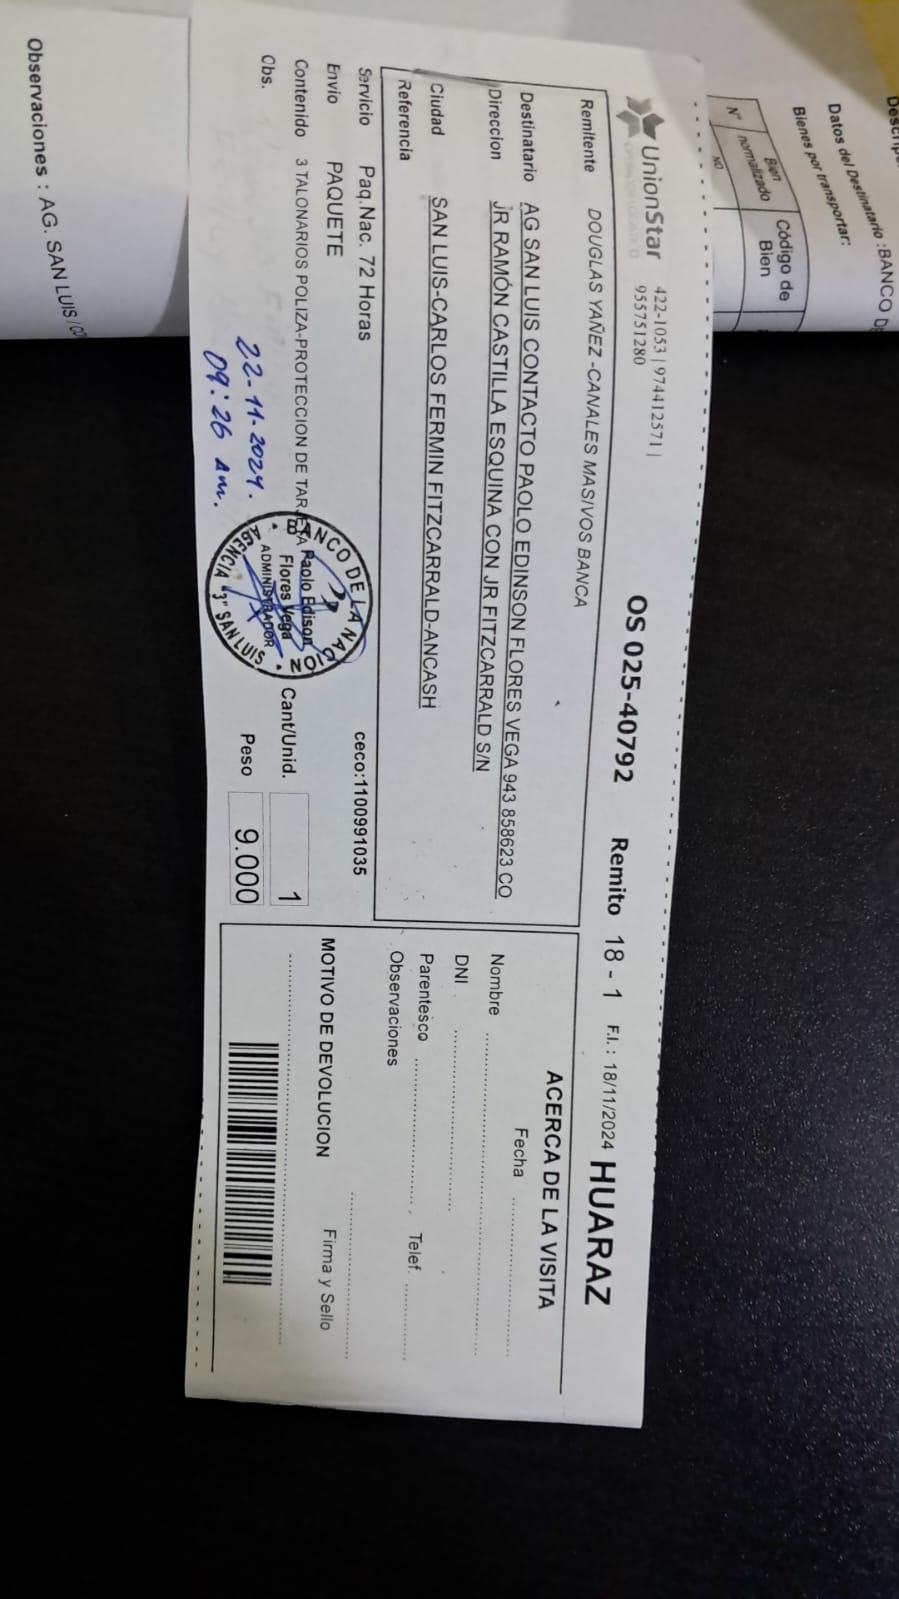 UnionStar
422-1053 | 974412571 |
955751280
OS 025-40792 Remito 18 - 1 F.I.: 18/11/2024 HUARAZ
Remitente DOUGLAS YAÑEZ -CANALES MASIVOS BANCA
Destinatario AG SAN LUIS CONTACTO PAOLO EDINSON FLORES VEGA 943 858623 CO
Direccion JR RAMÓN CASTILLA ESQUINA CON JR FITZCARRALD S/N
Ciudad SAN LUIS-CARLOS FERMIN FITZCARRALD-ANCASH
Referencia
Servicio Paq.Nac. 72 Horas ceco:1100991035
Envio PAQUETE
Contenido 3 TALONARIOS POLIZA-PROTECCION DE TARJETA
Obs.
22-11-2024.
09:26 am.
BANCO DE LA NACION
Paolo Edison
Flores Vega
ADMINISTRADOR
AGENCIA "3" SAN LUIS
Cant/Unid. 1
Peso 9.000
ACERCA DE LA VISITA
Fecha
Nombre
DNI
Parentesco Telef.
Observaciones
MOTIVO DE DEVOLUCION Firma y Sello
Datos del Destinatario :BANCO
Bienes por transportar:
N° Bien normalizado Código de Bien
Observaciones : AG. SAN LUIS /